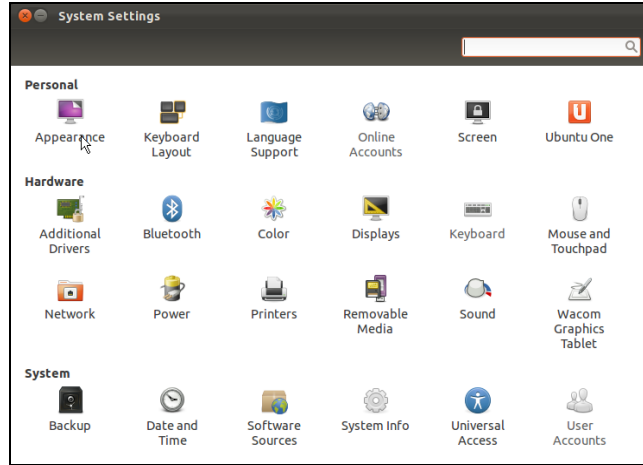 System Settings
Personal
Appearance Keyboard Language Online Screen Ubuntu One
Layout Support Accounts
Hardware
Additional Bluetooth Color Displays Keyboard Mouse and
Drivers Touchpad
Network Power Printers Removable Sound Wacom
Media Graphics
Tablet
System
Backup Date and Software System Info Universal User
Time Sources Access Accounts